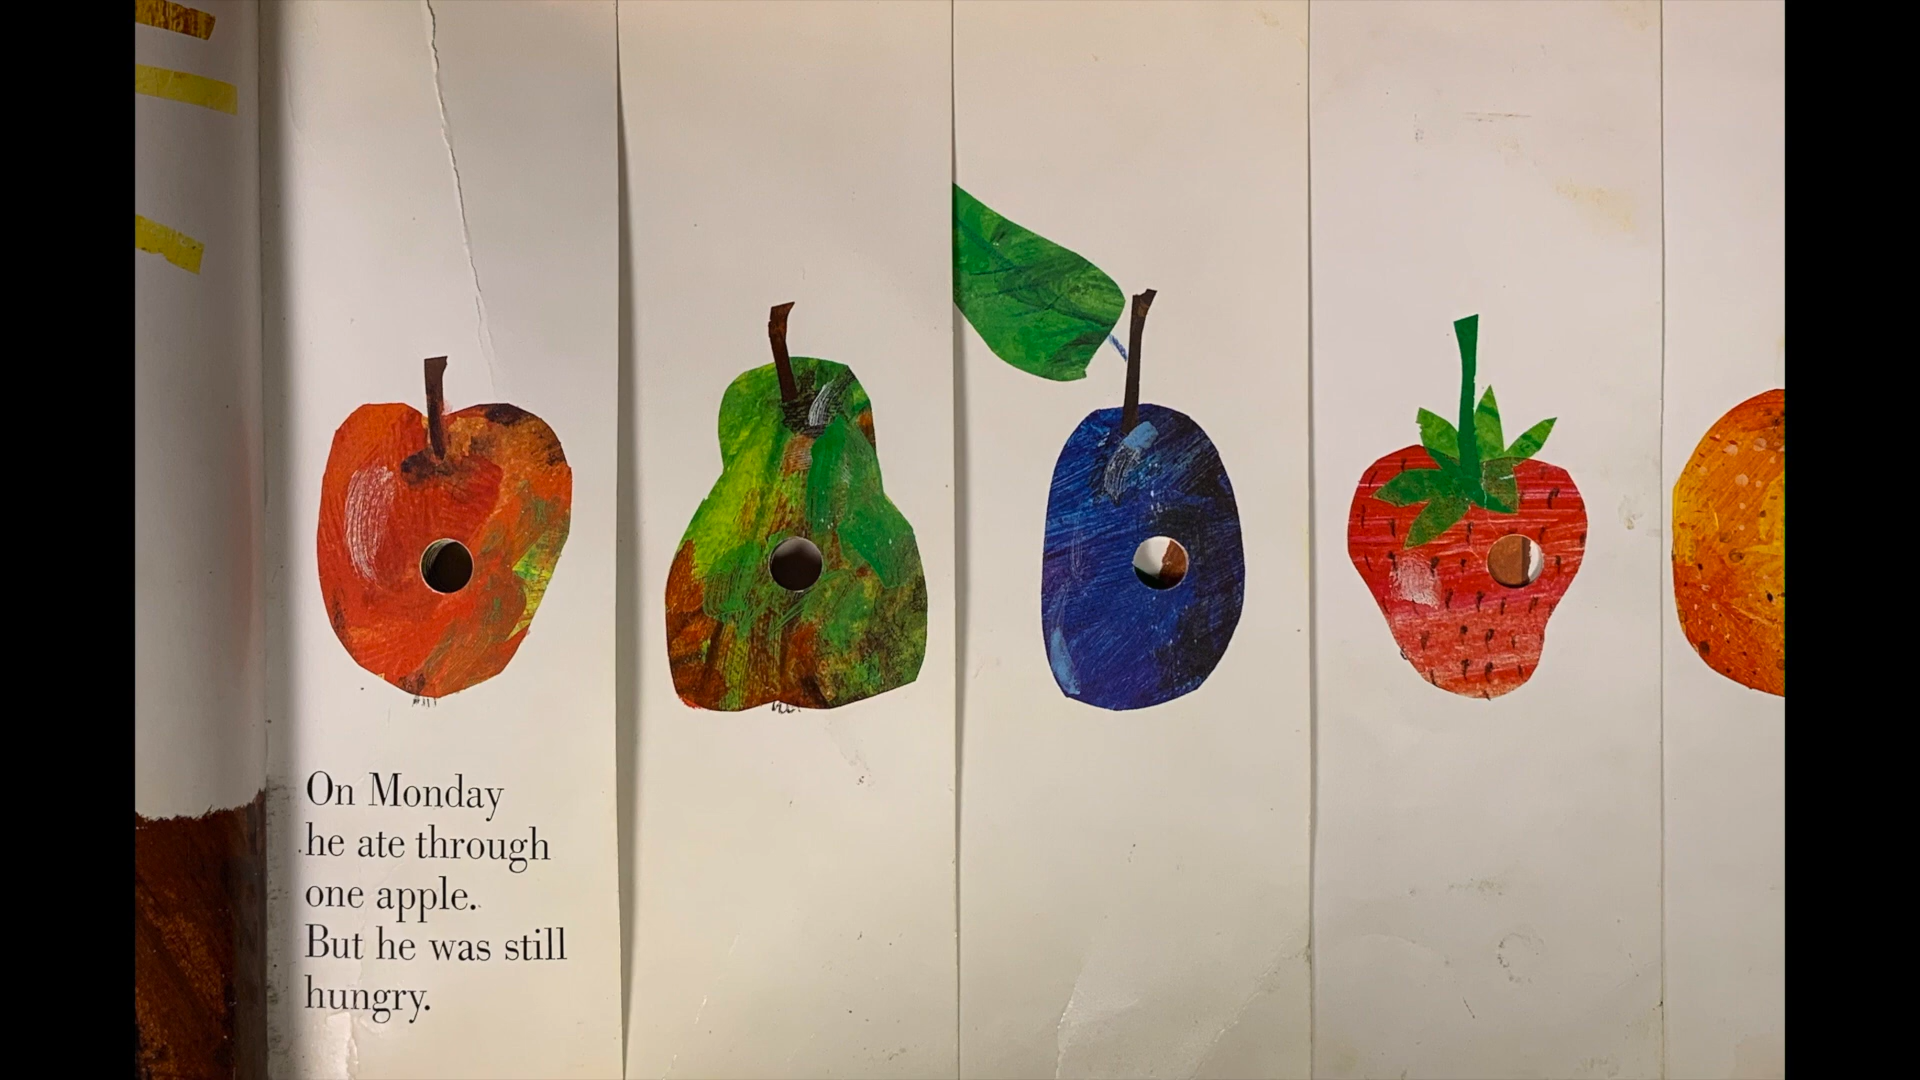 On Monday
he ate through
one apple.
But he was still
hungry.